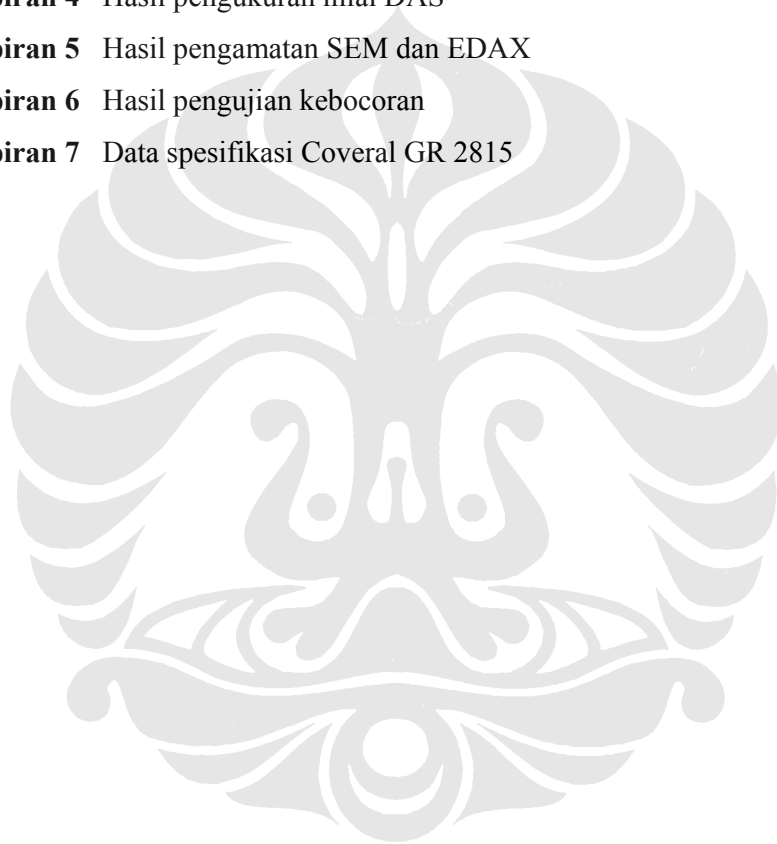 piran 4 Hasil pengukuran nilai DAS
piran 5 Hasil pengamatan SEM dan EDAX
piran 6 Hasil pengujian kebocoran
piran 7 Data spesifikasi Coveral GR 2815